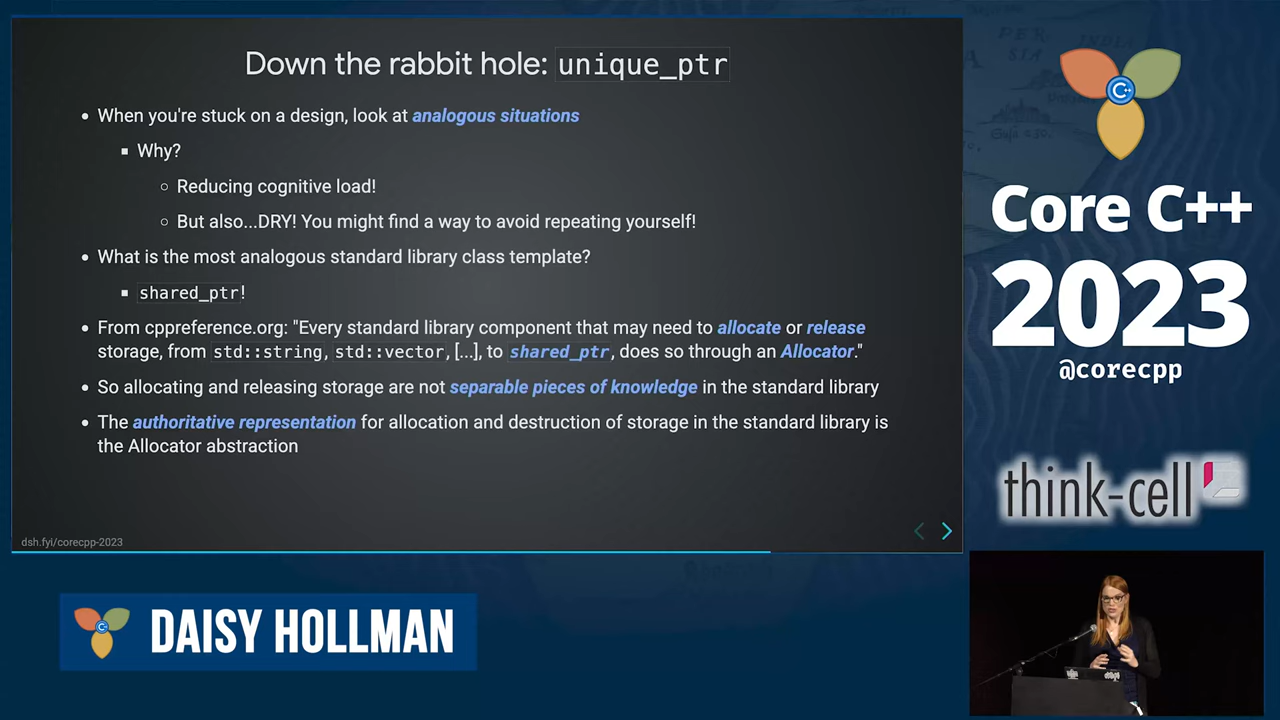 Down the rabbit hole: unique_ptr
When you're stuck on a design, look at analogous situations
Why?
Reducing cognitive load!
But also...DRY! You might find a way to avoid repeating yourself!
What is the most analogous standard library class template?
shared_ptr!
From cppreference.org: "Every standard library component that may need to allocate or release
storage, from std::string, std::vector, [...], to shared_ptr, does so through an Allocator."
So allocating and releasing storage are not separable pieces of knowledge in the standard library
The authoritative representation for allocation and destruction of storage in the standard library is
the Allocator abstraction
dsh.fyi/corecpp-2023
PERSIA
INDIA
C++
Core C++
2023
@corecpp
think-cell
C++
DAISY HOLLMAN